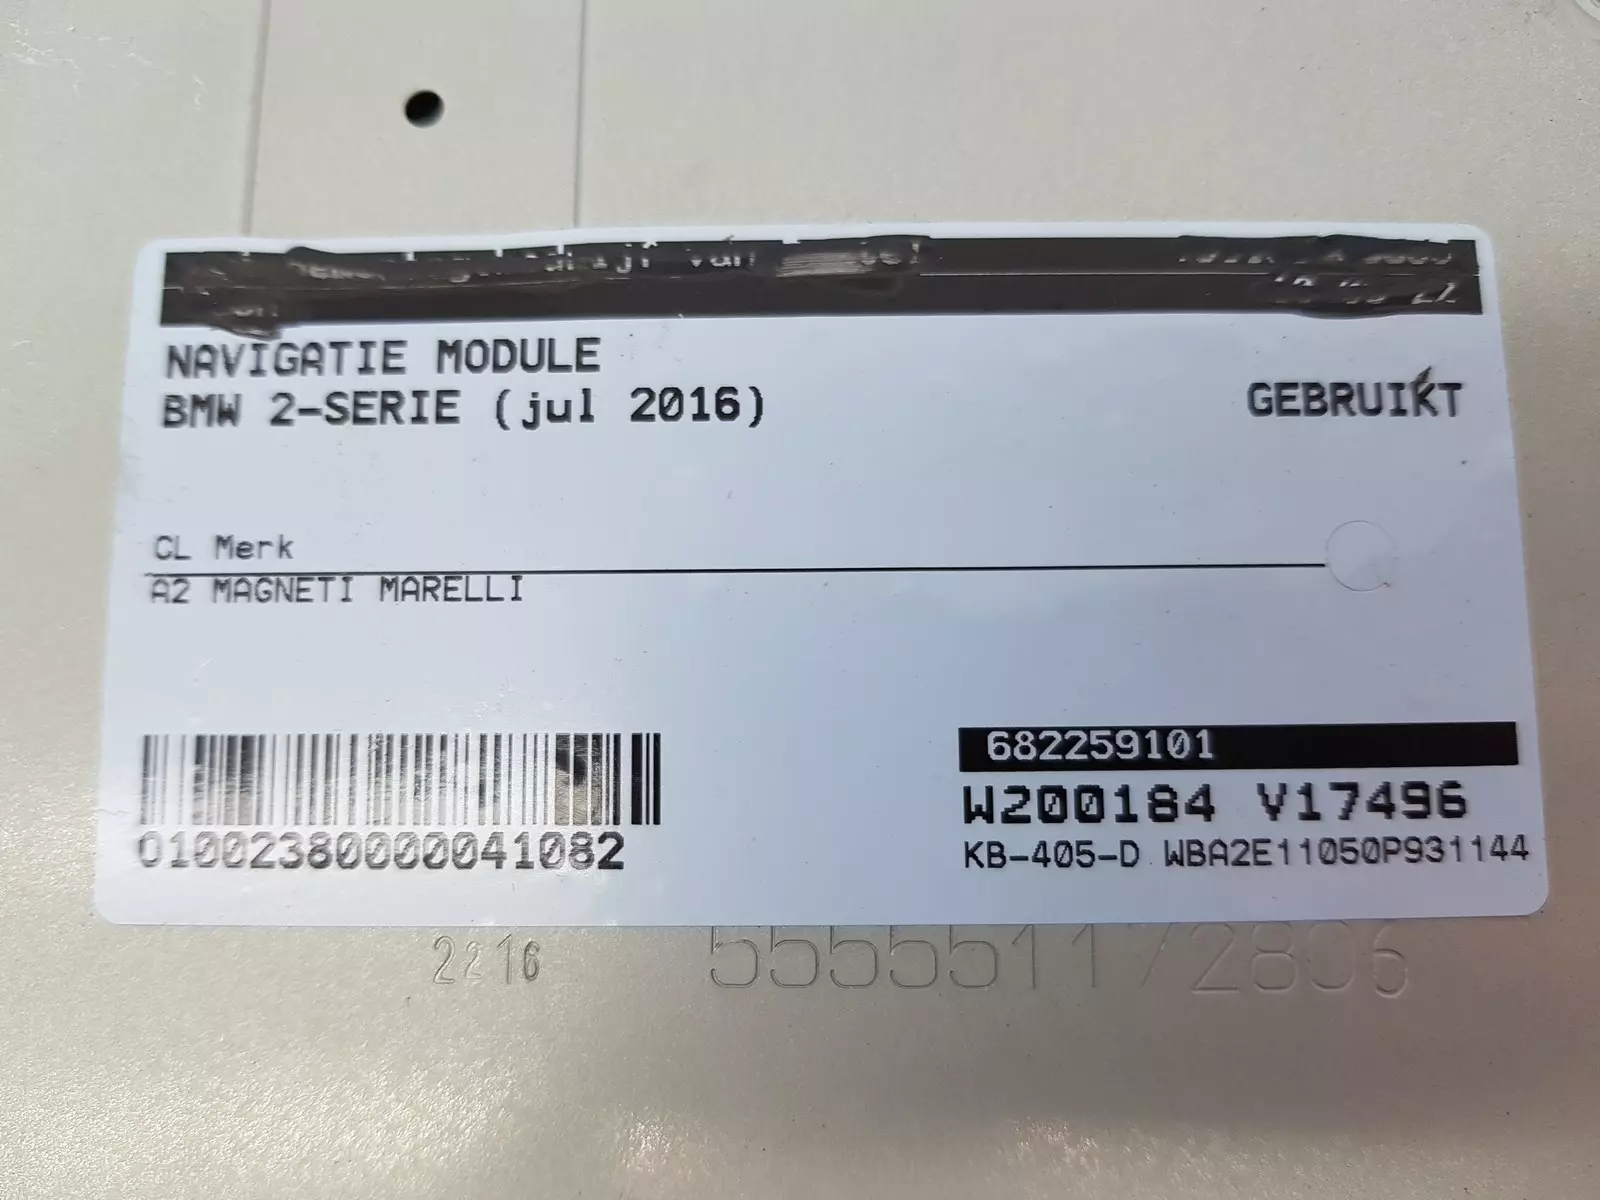 van
NAVIGATIE MODULE
BMW 2-SERIE (jul 2016)
GEBRUIKT
CL Merk
A2 MAGNETI MARELLI
01002380000041082
682259101
W200184 V17496
KB-405-D WBA2E11050P931144
2216